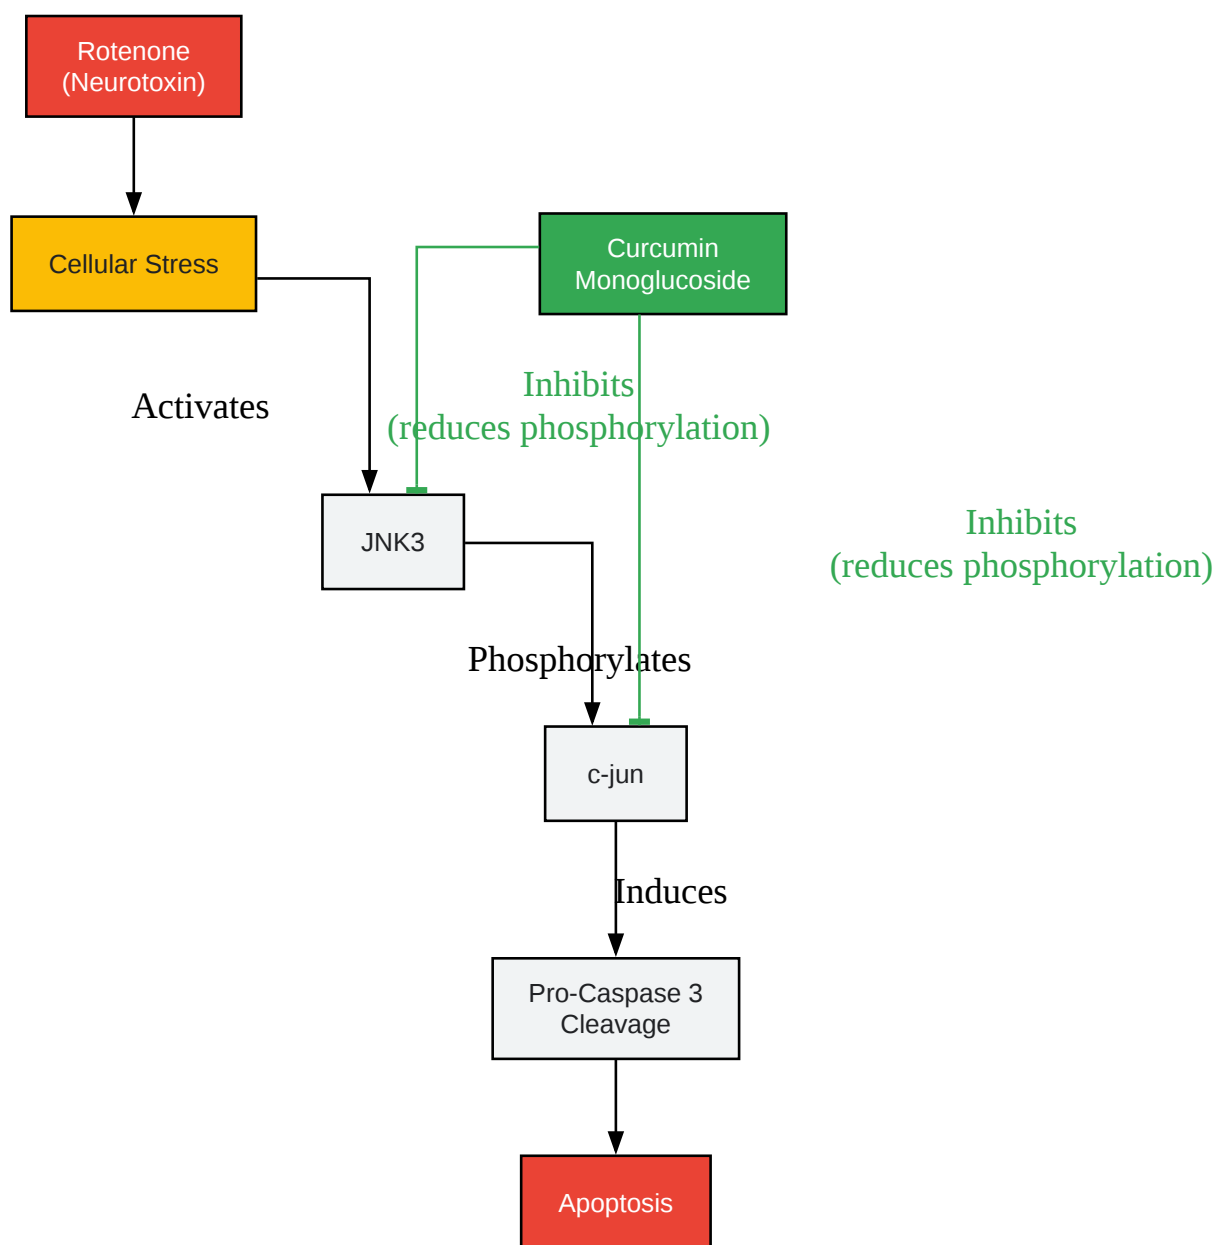 Rotenone
(Neurotoxin)
Cellular Stress
Curcumin
Monoglucoside
Activates
Inhibits
(reduces phosphorylation)
JNK3
Inhibits
(reduces phosphorylation)
Phosphorylates
c-jun
Induces
Pro-Caspase 3
Cleavage
Apoptosis